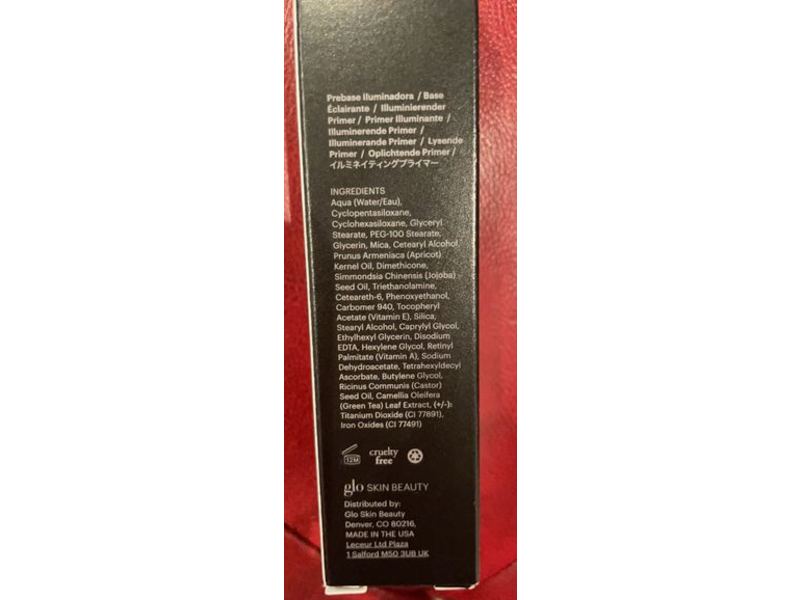 Prebase Iluminadora / Base
Éclairante / Illuminierender
Primer / Primer Illuminante /
Illuminerende Primer /
Illuminerande Primer / Lysende
Primer / Oplichtende Primer /
イルミネイティングプライマー
INGREDIENTS
Aqua (Water/Eau),
Cyclopentasiloxane,
Cyclohexasiloxane, Glyceryl
Stearate, PEG-100 Stearate,
Glycerin, Mica, Cetearyl Alcohol,
Prunus Armeniaca (Apricot)
Kernel Oil, Dimethicone,
Simmondsia Chinensis (Jojoba)
Seed Oil, Triethanolamine,
Ceteareth-6, Phenoxyethanol,
Carbomer 940, Tocopheryl
Acetate (Vitamin E), Silica,
Stearyl Alcohol, Caprylyl Glycol,
Ethylhexyl Glycerin, Disodium
EDTA, Hexylene Glycol, Retinyl
Palmitate (Vitamin A), Sodium
Dehydroacetate, Tetrahexyldecyl
Ascorbate, Butylene Glycol,
Ricinus Communis (Castor)
Seed Oil, Camellia Oleifera
(Green Tea) Leaf Extract, (+/-):
Titanium Dioxide (CI 77891),
Iron Oxides (CI 77491)
12M
cruelty
free
glo SKIN BEAUTY
Distributed by:
Glo Skin Beauty
Denver, CO 80216,
MADE IN THE USA
Leceur Ltd Plaza
1 Salford M50 3UB UK